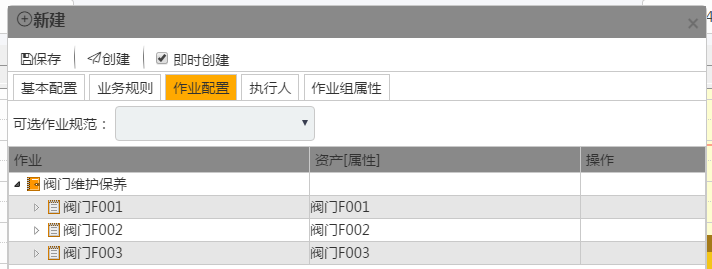 新建
保存 创建 即时创建
基本配置 业务规则 作业配置 执行人 作业组属性
可选作业规范：
作业 资产[属性] 操作
阀门维护保养
阀门F001 阀门F001
阀门F002 阀门F002
阀门F003 阀门F003